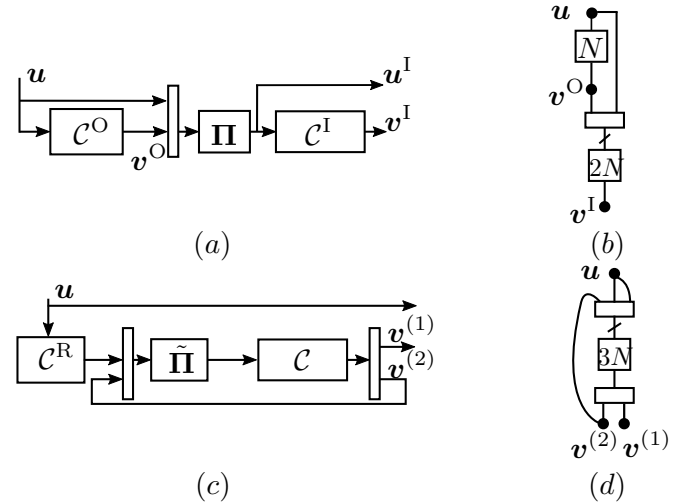 u
C^O
v^O
Π
u^I
C^I
v^I
(a)
u
N
v^O
2N
v^I
(b)
u
C^R
Π̃
C
v^(1)
v^(2)
(c)
u
3N
v^(2) v^(1)
(d)